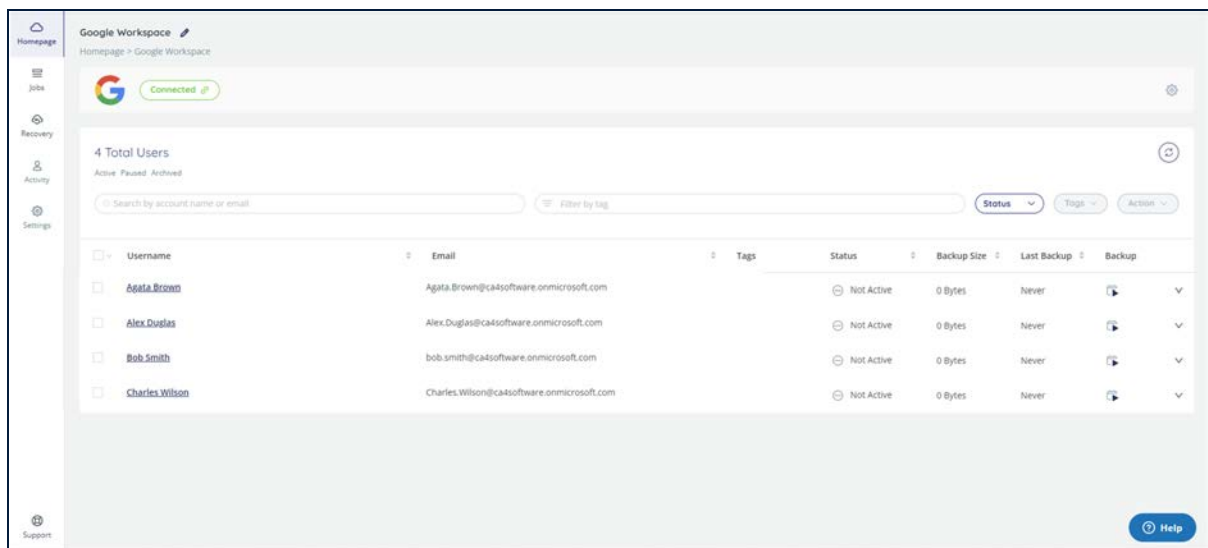 Homepage
Jobs
Recovery
Activity
Settings
Support
Google Workspace
Homepage > Google Workspace
Connected
4 Total Users
Active Paused Archived
Search by account name or email
Filter by tag
Status
Tags
Action
Username Email Tags Status Backup Size Last Backup Backup
Agata.Brown Agata.Brown@ca4software.onmicrosoft.com Not Active 0 Bytes Never
Alex Duglas Alex.Duglas@ca4software.onmicrosoft.com Not Active 0 Bytes Never
Bob Smith bob.smith@ca4software.onmicrosoft.com Not Active 0 Bytes Never
Charles Wilson Charles.Wilson@ca4software.onmicrosoft.com Not Active 0 Bytes Never
Help